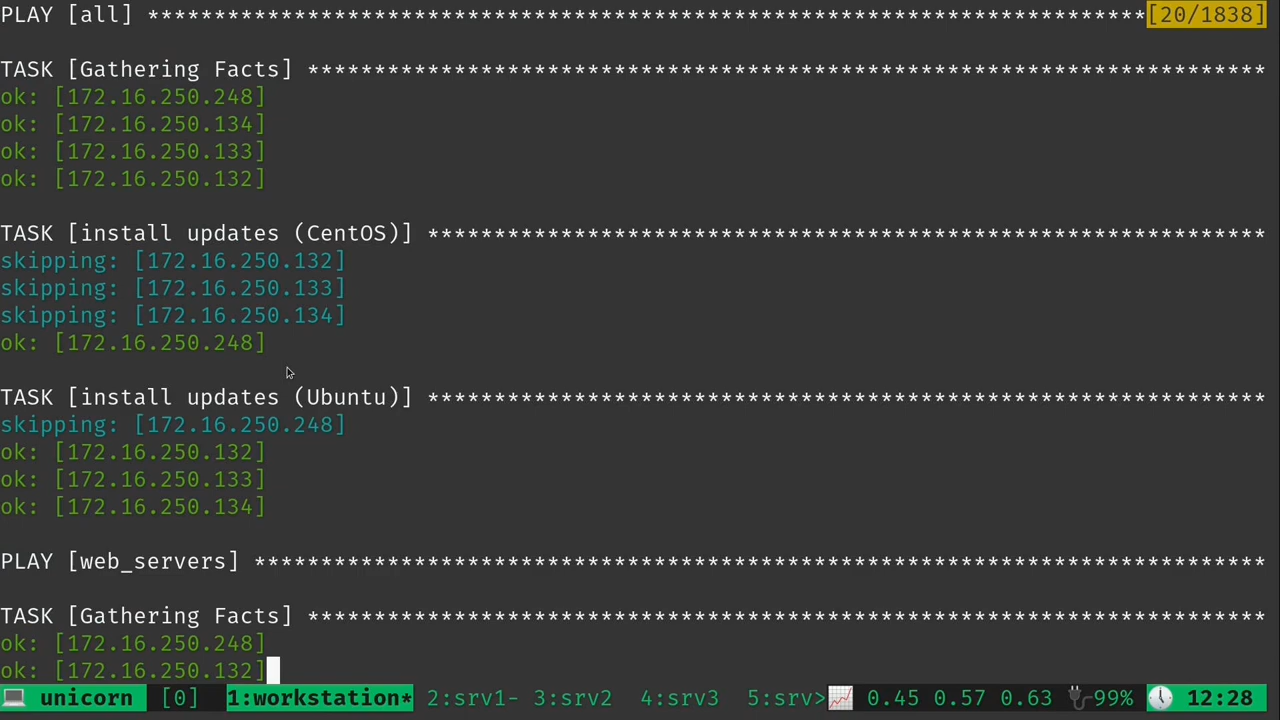 PLAY [all] **************************************************************************[20/1838]
TASK [Gathering Facts] ************************************************************************
ok: [172.16.250.248]
ok: [172.16.250.134]
ok: [172.16.250.133]
ok: [172.16.250.132]
TASK [install updates (CentOS)] ***************************************************************
skipping: [172.16.250.132]
skipping: [172.16.250.133]
skipping: [172.16.250.134]
ok: [172.16.250.248]
TASK [install updates (Ubuntu)] ***************************************************************
skipping: [172.16.250.248]
ok: [172.16.250.132]
ok: [172.16.250.133]
ok: [172.16.250.134]
PLAY [web_servers] ****************************************************************************
TASK [Gathering Facts] ************************************************************************
ok: [172.16.250.248]
ok: [172.16.250.132]
unicorn [0] 1:workstation* 2:srv1- 3:srv2 4:srv3 5:srv> 0.45 0.57 0.63 99% 12:28